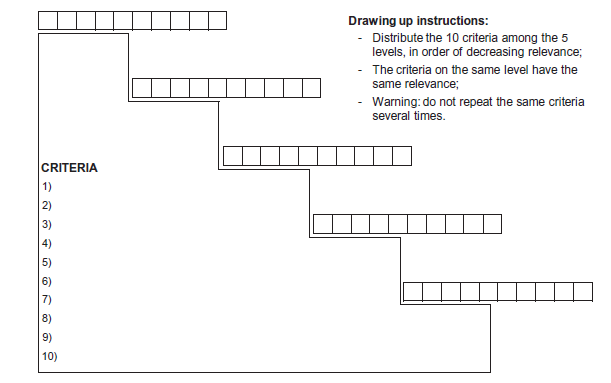 Drawing up instructions:
- Distribute the 10 criteria among the 5
levels, in order of decreasing relevance;
- The criteria on the same level have the
same relevance;
- Warning: do not repeat the same criteria
several times.
CRITERIA
1)
2)
3)
4)
5)
6)
7)
8)
9)
10)